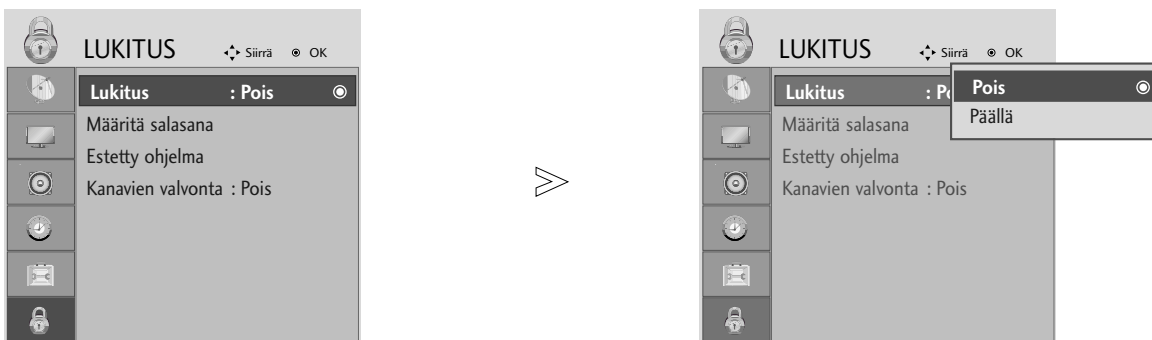 LUKITUS Siirrä OK
Lukitus : Pois
Määritä salasana
Estetty ohjelma
Kanavien valvonta : Pois
LUKITUS Siirrä OK
Lukitus : P
Pois
Päällä
Määritä salasana
Estetty ohjelma
Kanavien valvonta : Pois